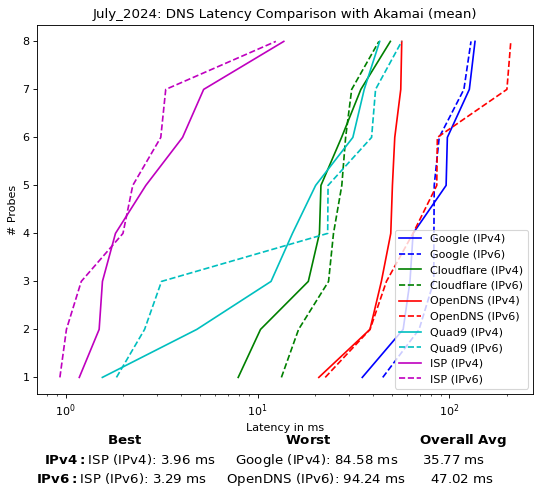 July_2024: DNS Latency Comparison with Akamai (mean)
# Probes
8
7
6
5
4
3
2
1
10⁰
10¹
10²
Latency in ms
Google (IPv4)
Google (IPv6)
Cloudflare (IPv4)
Cloudflare (IPv6)
OpenDNS (IPv4)
OpenDNS (IPv6)
Quad9 (IPv4)
Quad9 (IPv6)
ISP (IPv4)
ISP (IPv6)
Best Worst Overall Avg
IPv4: ISP (IPv4): 3.96 ms Google (IPv4): 84.58 ms 35.77 ms
IPv6: ISP (IPv6): 3.29 ms OpenDNS (IPv6): 94.24 ms 47.02 ms